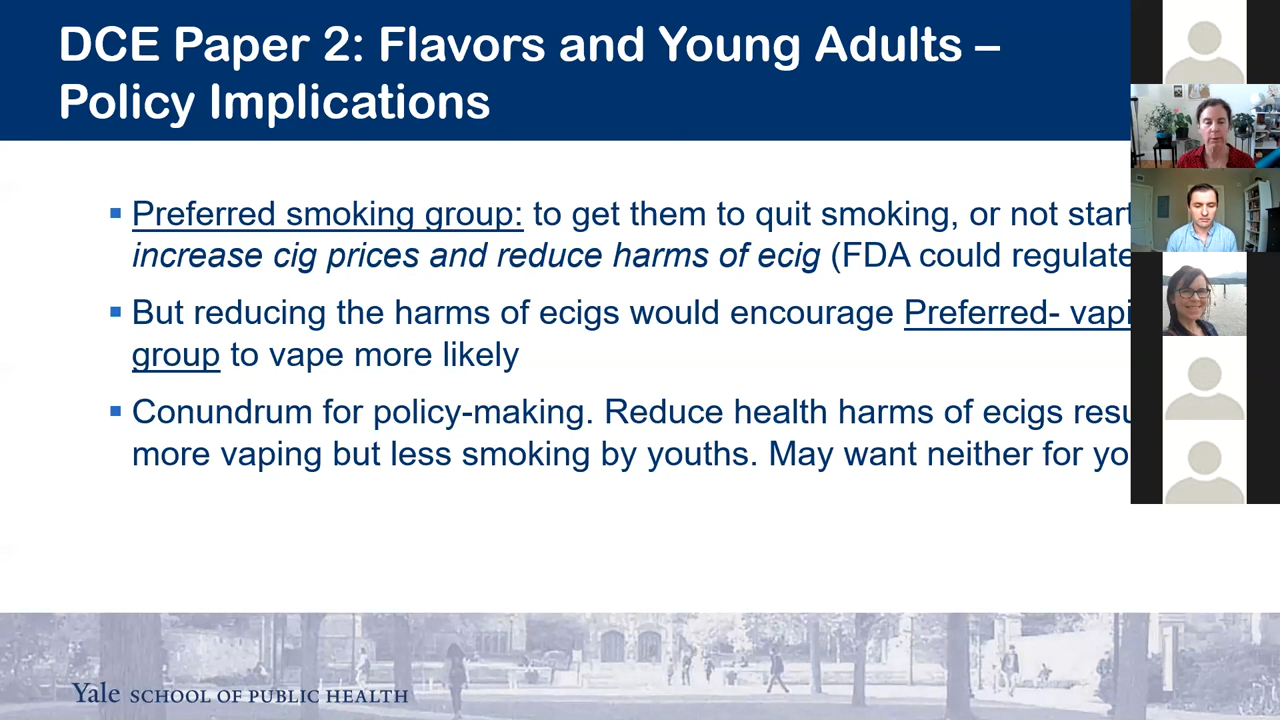 DCE Paper 2: Flavors and Young Adults –
Policy Implications
▪ Preferred smoking group: to get them to quit smoking, or not start
increase cig prices and reduce harms of ecig (FDA could regulate
▪ But reducing the harms of ecigs would encourage Preferred-
group to vape more likely
▪ Conundrum for policy-making. Reduce health harms of ecigs
more vaping but less smoking by youths. May want neither for
Yale SCHOOL OF PUBLIC HEALTH